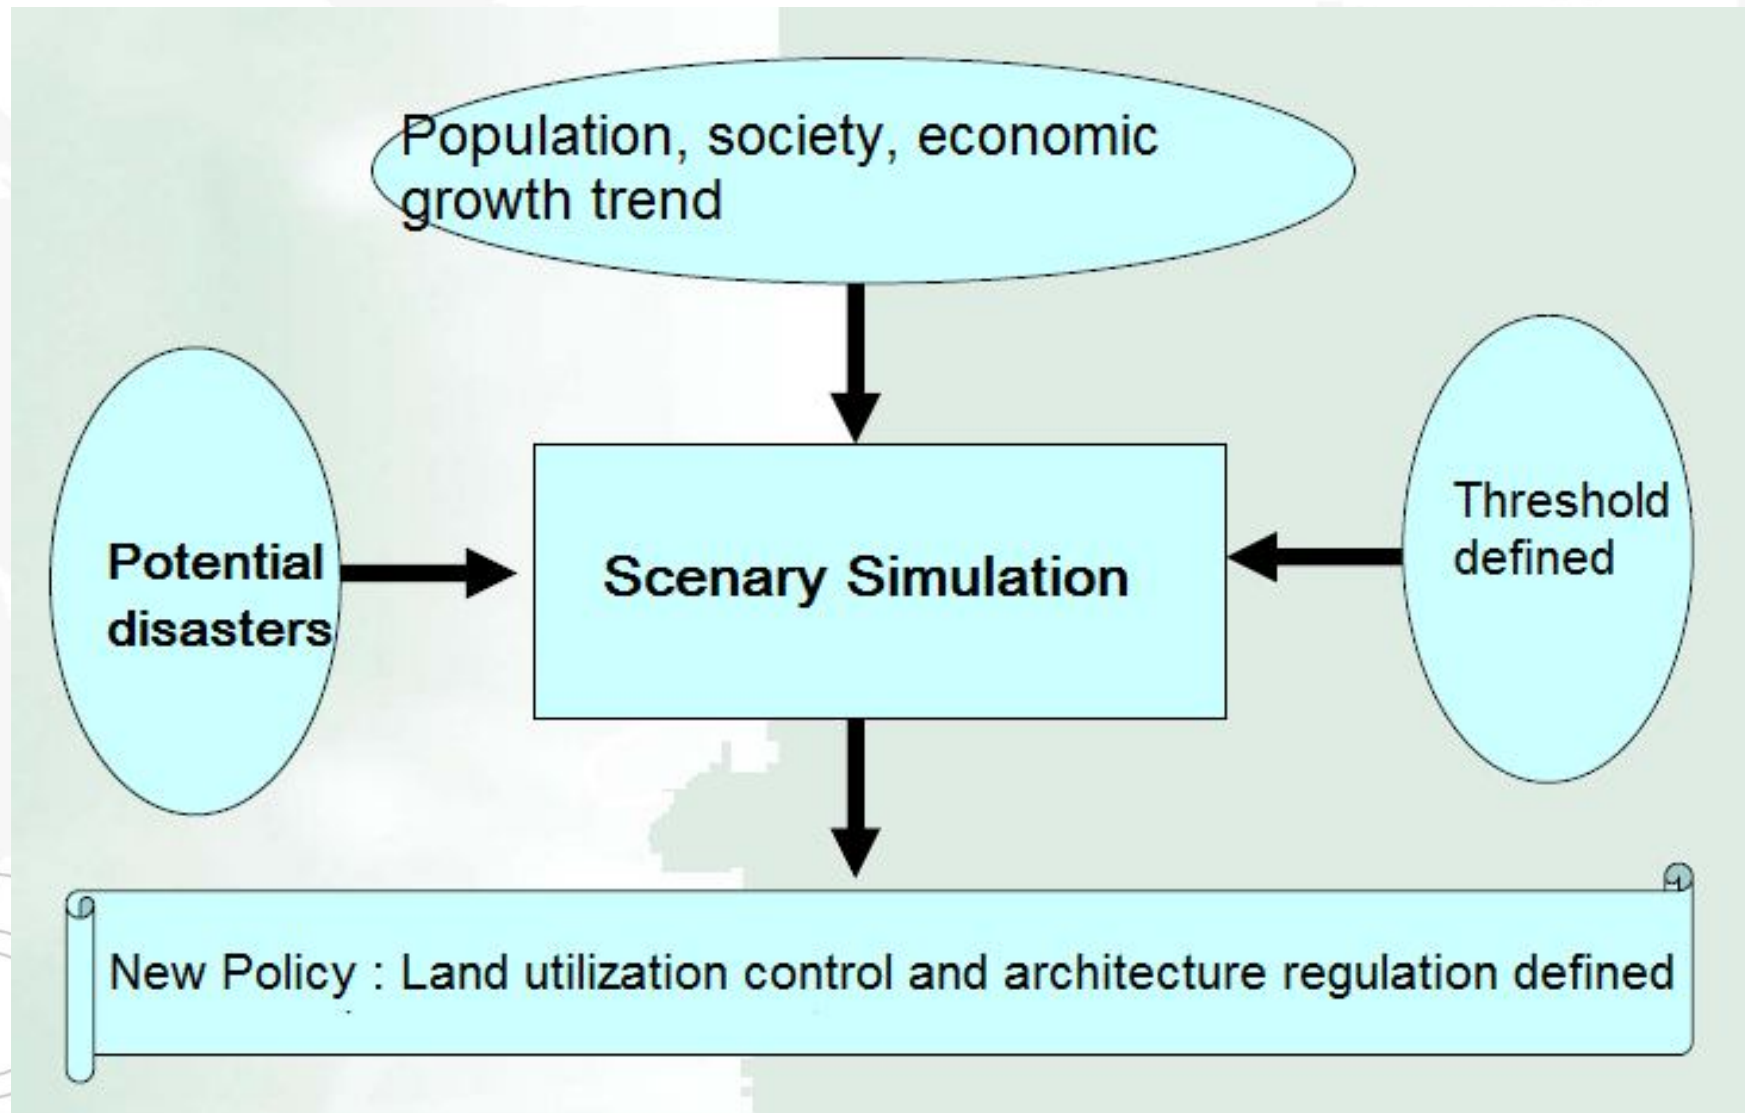 Population, society, economic
growth trend
Potential
disasters
Scenary Simulation
Threshold
defined
New Policy : Land utilization control and architecture regulation defined